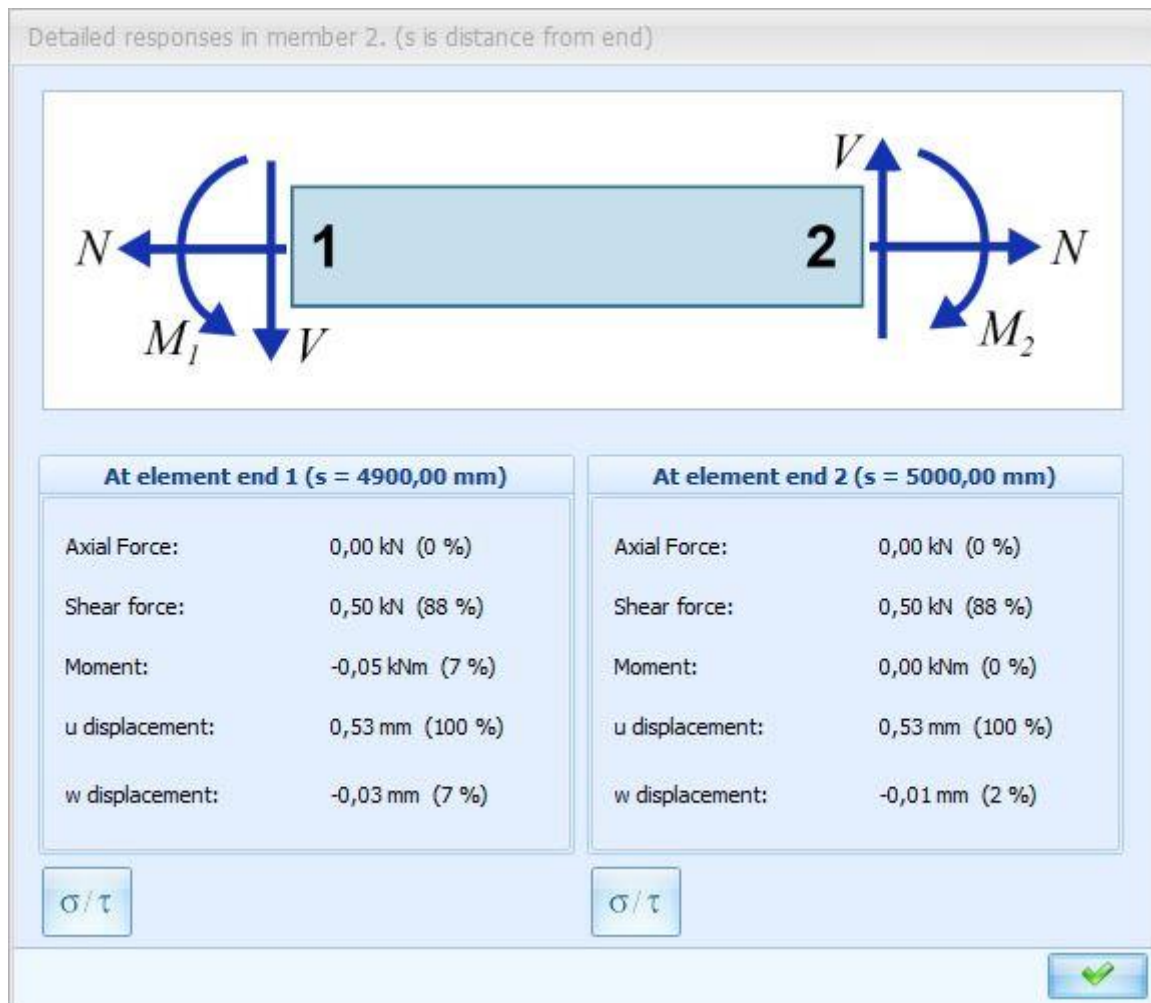 Detailed responses in member 2. (s is distance from end)
V
N 1 2 N
M1 V M2
At element end 1 (s = 4900,00 mm)
Axial Force: 0,00 kN (0 %)
Shear force: 0,50 kN (88 %)
Moment: -0,05 kNm (7 %)
u displacement: 0,53 mm (100 %)
w displacement: -0,03 mm (7 %)
σ/τ
At element end 2 (s = 5000,00 mm)
Axial Force: 0,00 kN (0 %)
Shear force: 0,50 kN (88 %)
Moment: 0,00 kNm (0 %)
u displacement: 0,53 mm (100 %)
w displacement: -0,01 mm (2 %)
σ/τ